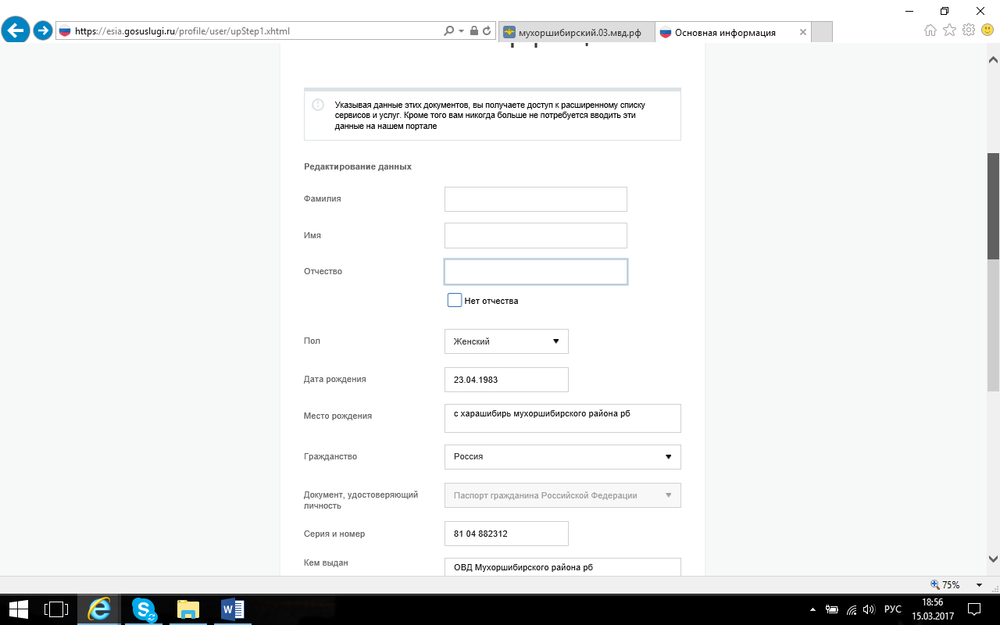 https://esia.gosuslugi.ru/profile/user/upStep1.xhtml
мухоршибирский.03.мвд.рф
Основная информация
Указывая данные этих документов, вы получаете доступ к расширенному списку
сервисов и услуг. Кроме того вам никогда больше не потребуется вводить эти
данные на нашем портале
Редактирование данных
Фамилия
Имя
Отчество
Нет отчества
Пол
Женский
Дата рождения
23.04.1983
Место рождения
с харашибирь мухоршибирского района рб
Гражданство
Россия
Документ, удостоверяющий
личность
Паспорт гражданина Российской Федерации
Серия и номер
81 04 882312
Кем выдан
ОВД Мухоршибирского района рб
75%
РУС
18:56
15.03.2017